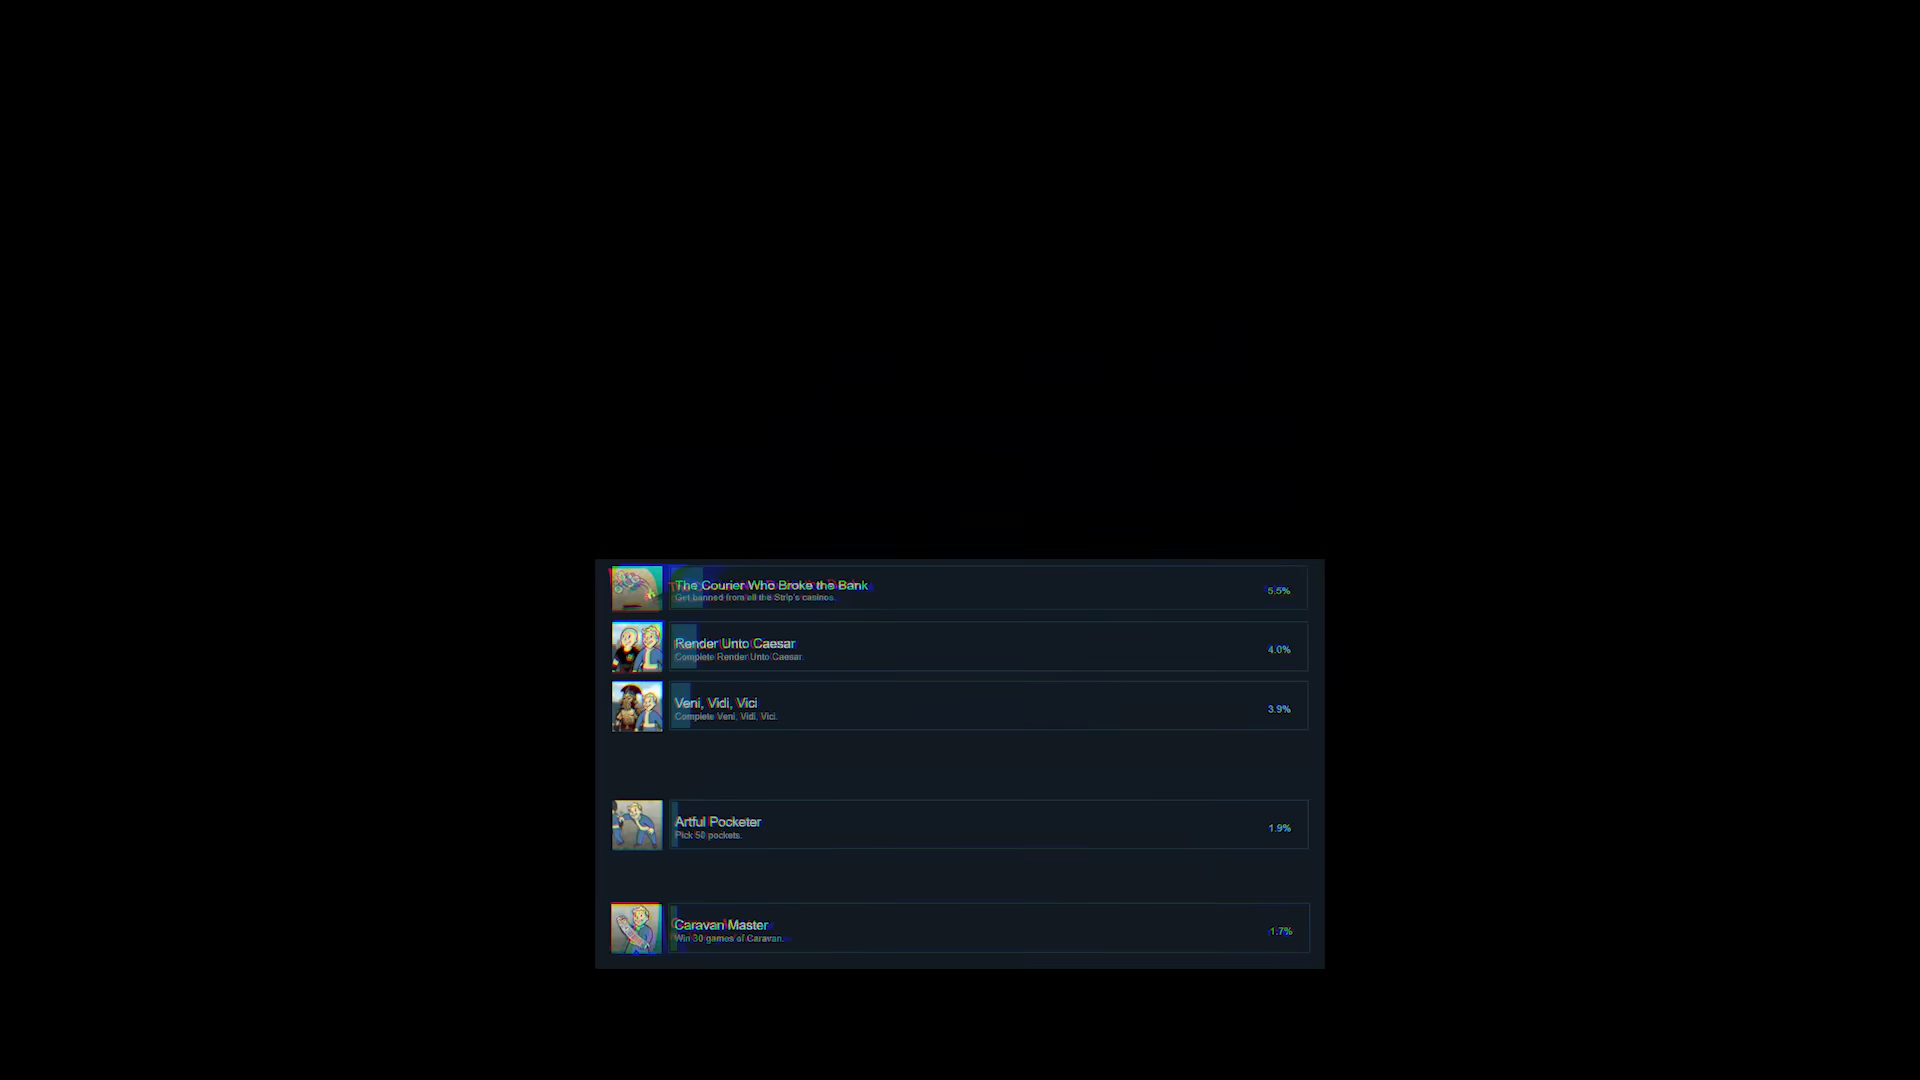 The Courier Who Broke the Bank
Get banned from all the Strip's casinos.
5.5%
Render Unto Caesar
Complete Render Unto Caesar.
4.0%
Veni, Vidi, Vici
Complete Veni, Vidi, Vici.
3.9%
Artful Pocketer
Pick 50 pockets.
1.9%
Caravan Master
Win 30 games of Caravan.
1.7%